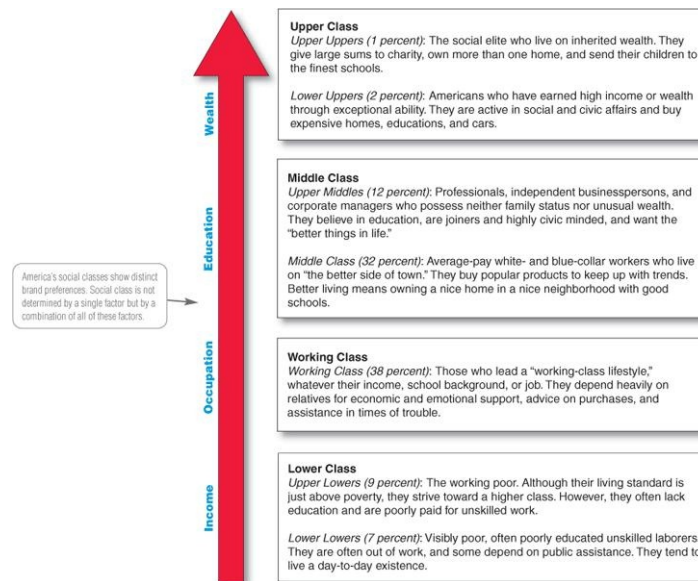 Upper Class
Upper Uppers (1 percent): The social elite who live on inherited wealth. They
give large sums to charity, own more than one home, and send their children to
the finest schools.
Lower Uppers (2 percent): Americans who have earned high income or wealth
through exceptional ability. They are active in social and civic affairs and buy
expensive homes, educations, and cars.
Wealth
Middle Class
Upper Middles (12 percent): Professionals, independent businesspersons, and
corporate managers who possess neither family status nor unusual wealth.
They believe in education, are joiners and highly civic minded, and want the
“better things in life.”
Middle Class (32 percent): Average-pay white- and blue-collar workers who live
on “the better side of town.” They buy popular products to keep up with trends.
Better living means owning a nice home in a nice neighborhood with good
schools.
Education
America's social classes show distinct
brand preferences. Social class is not
determined by a single factor but by a
combination of all of these factors.
Occupation
Working Class
Working Class (38 percent): Those who lead a “working-class lifestyle,”
whatever their income, school background, or job. They depend heavily on
relatives for economic and emotional support, advice on purchases, and
assistance in times of trouble.
Income
Lower Class
Upper Lowers (9 percent): The working poor. Although their living standard is
just above poverty, they strive toward a higher class. However, they often lack
education and are poorly paid for unskilled work.
Lower Lowers (7 percent): Visibly poor, often poorly educated unskilled laborers.
They are often out of work, and some depend on public assistance. They tend to
live a day-to-day existence.